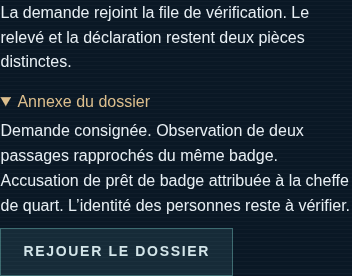 La demande rejoint la file de vérification. Le
relevé et la déclaration restent deux pièces
distinctes.
▼ Annexe du dossier
Demande consignée. Observation de deux
passages rapprochés du même badge.
Accusation de prêt de badge attribuée à la cheffe
de quart. L'identité des personnes reste à vérifier.
REJOUER LE DOSSIER